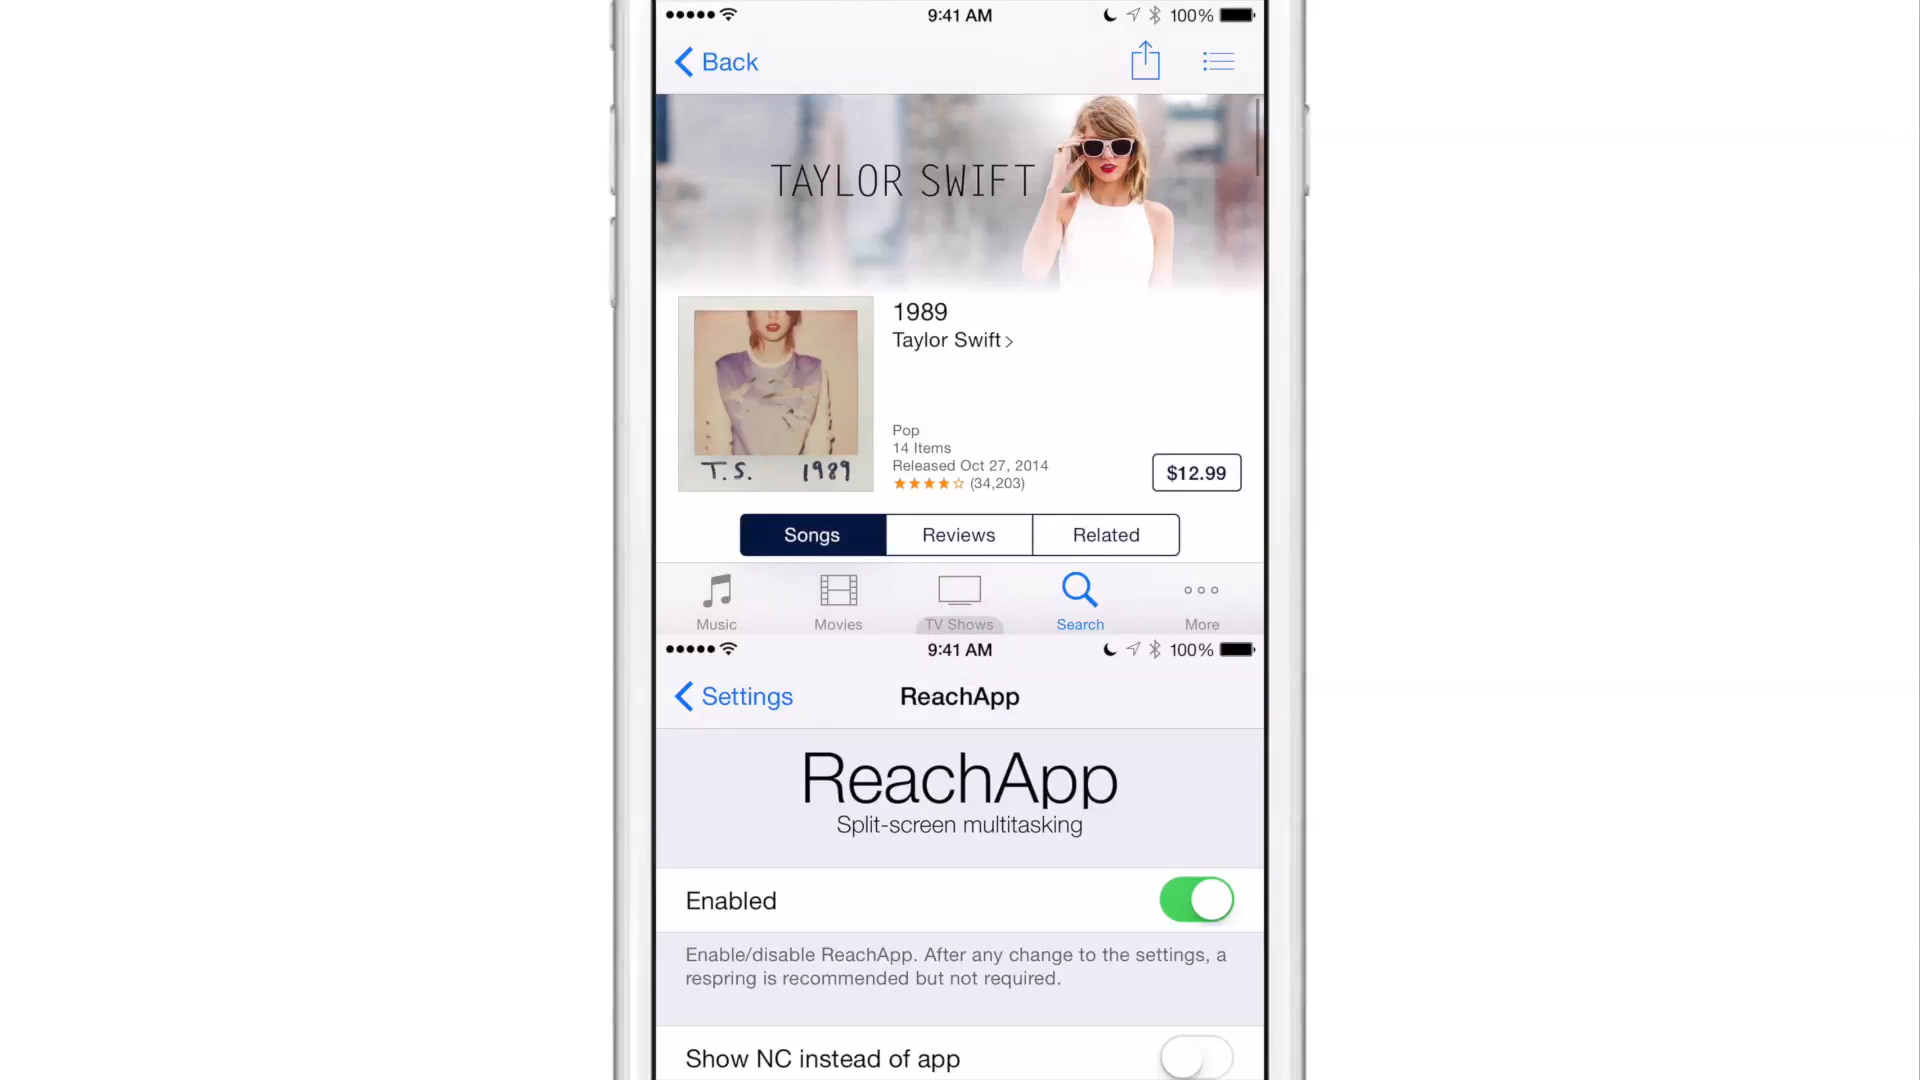 9:41 AM 100%
Back
TAYLOR SWIFT
1989
Taylor Swift
T.S. 1989
Pop
14 Items
Released Oct 27, 2014
(34,203)
$12.99
Songs Reviews Related
Music Movies TV Shows Search More
9:41 AM 100%
Settings ReachApp
ReachApp
Split-screen multitasking
Enabled
Enable/disable ReachApp. After any change to the settings, a
respring is recommended but not required.
Show NC instead of app